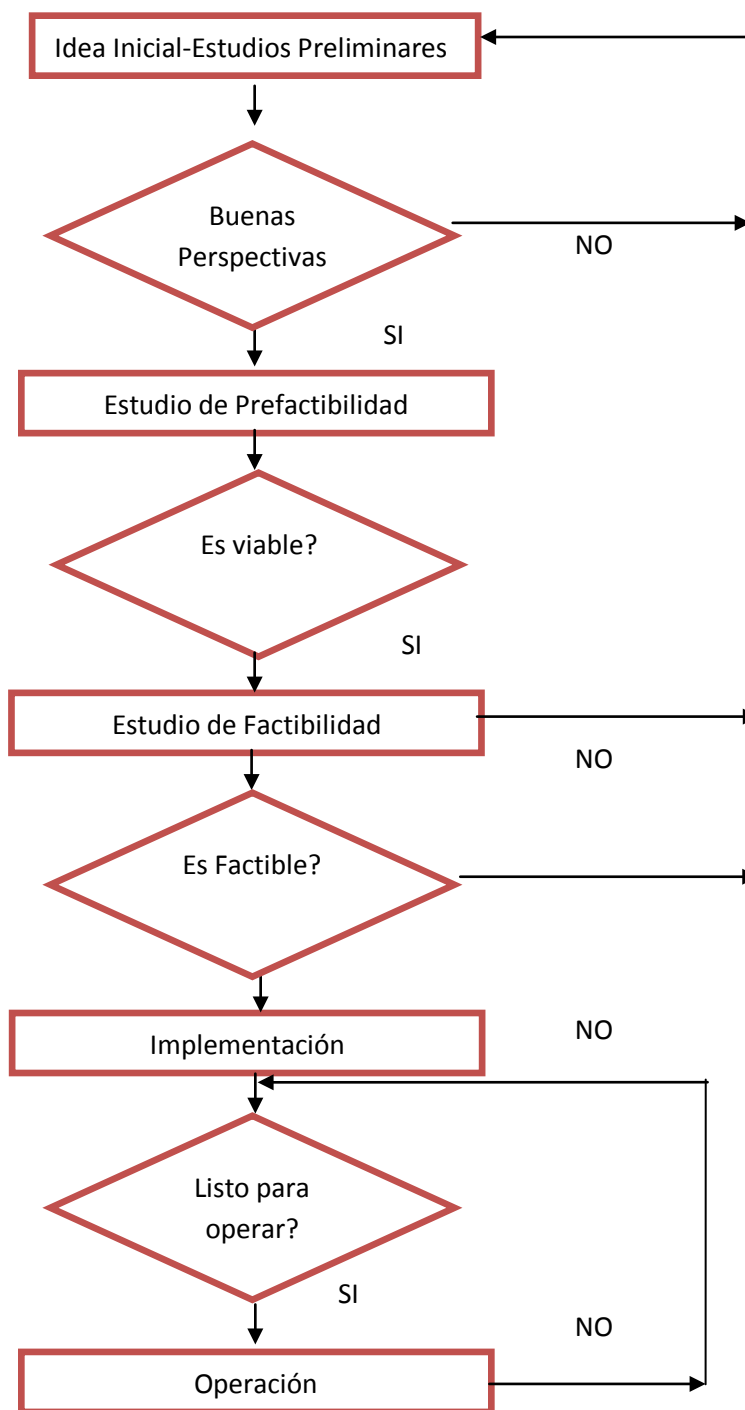 Idea Inicial-Estudios Preliminares
Buenas
Perspectivas
NO
SI
Estudio de Prefactibilidad
Es viable?
SI
Estudio de Factibilidad
NO
Es Factible?
Implementación
NO
Listo para
operar?
SI
NO
Operación